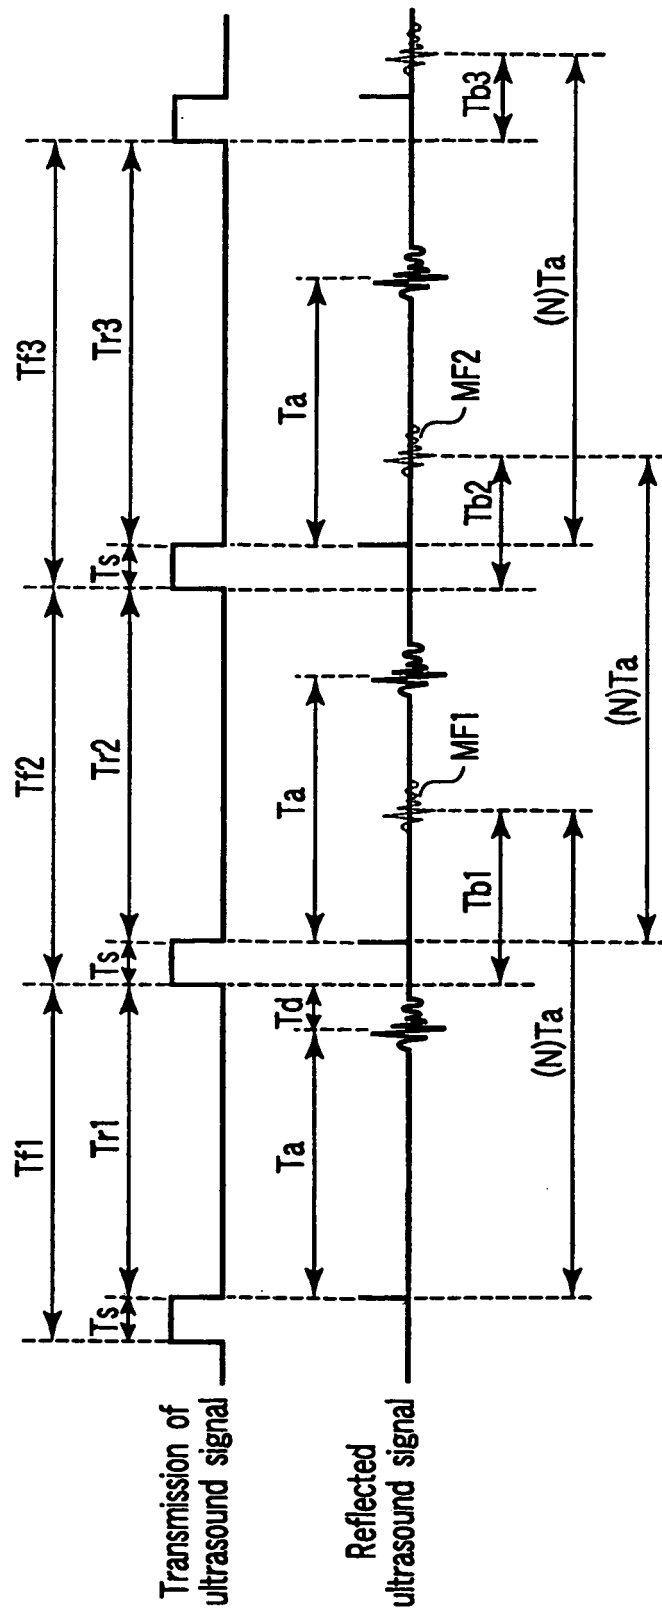 Tf1
Tf2
Tf3
Ts
Tr1
Ts
Tr2
Ts
Tr3
Transmission of
ultrasound signal
Ta
Td
Ta
Ta
Reflected
ultrasound signal
MF1
MF2
Tb1
Tb2
Tb3
(N)Ta
(N)Ta
(N)Ta